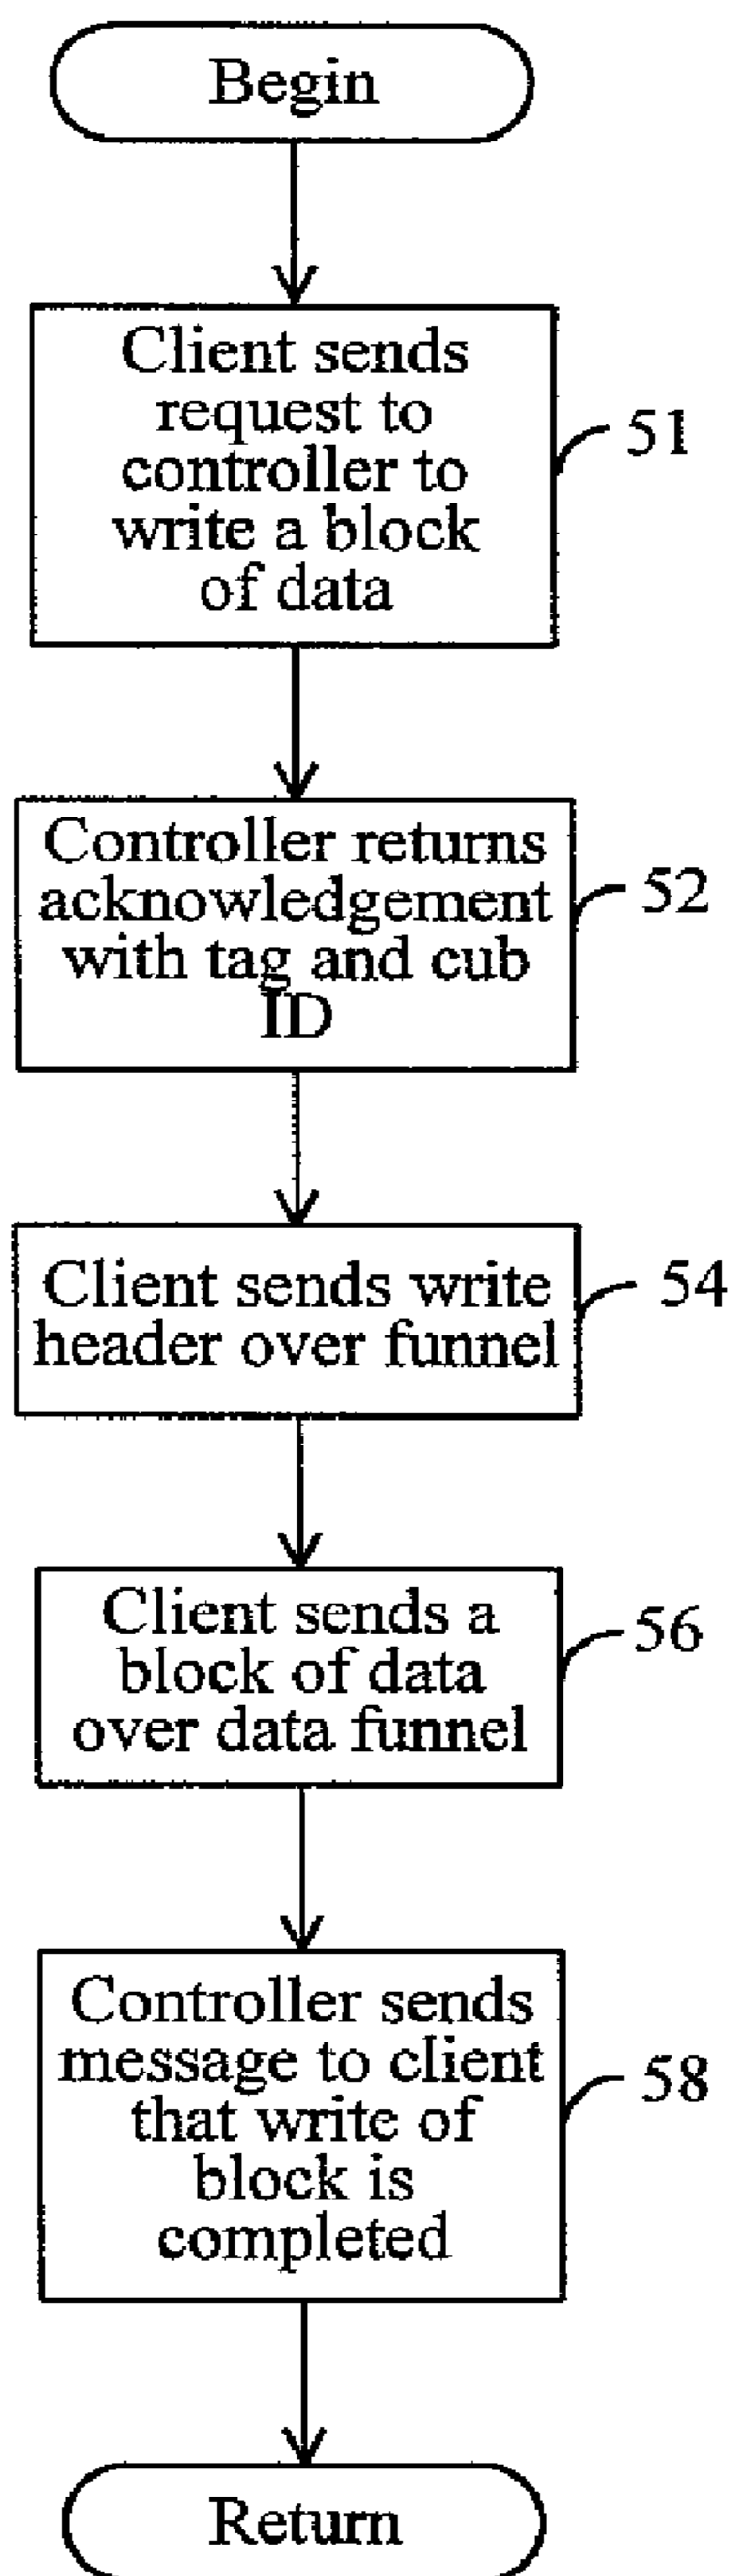 Begin
Client sends
request to
controller to
write a block
of data
51
Controller returns
acknowledgement
with tag and cub
ID
52
Client sends write
header over funnel
54
Client sends a
block of data
over data funnel
56
Controller sends
message to client
that write of
block is
completed
58
Return